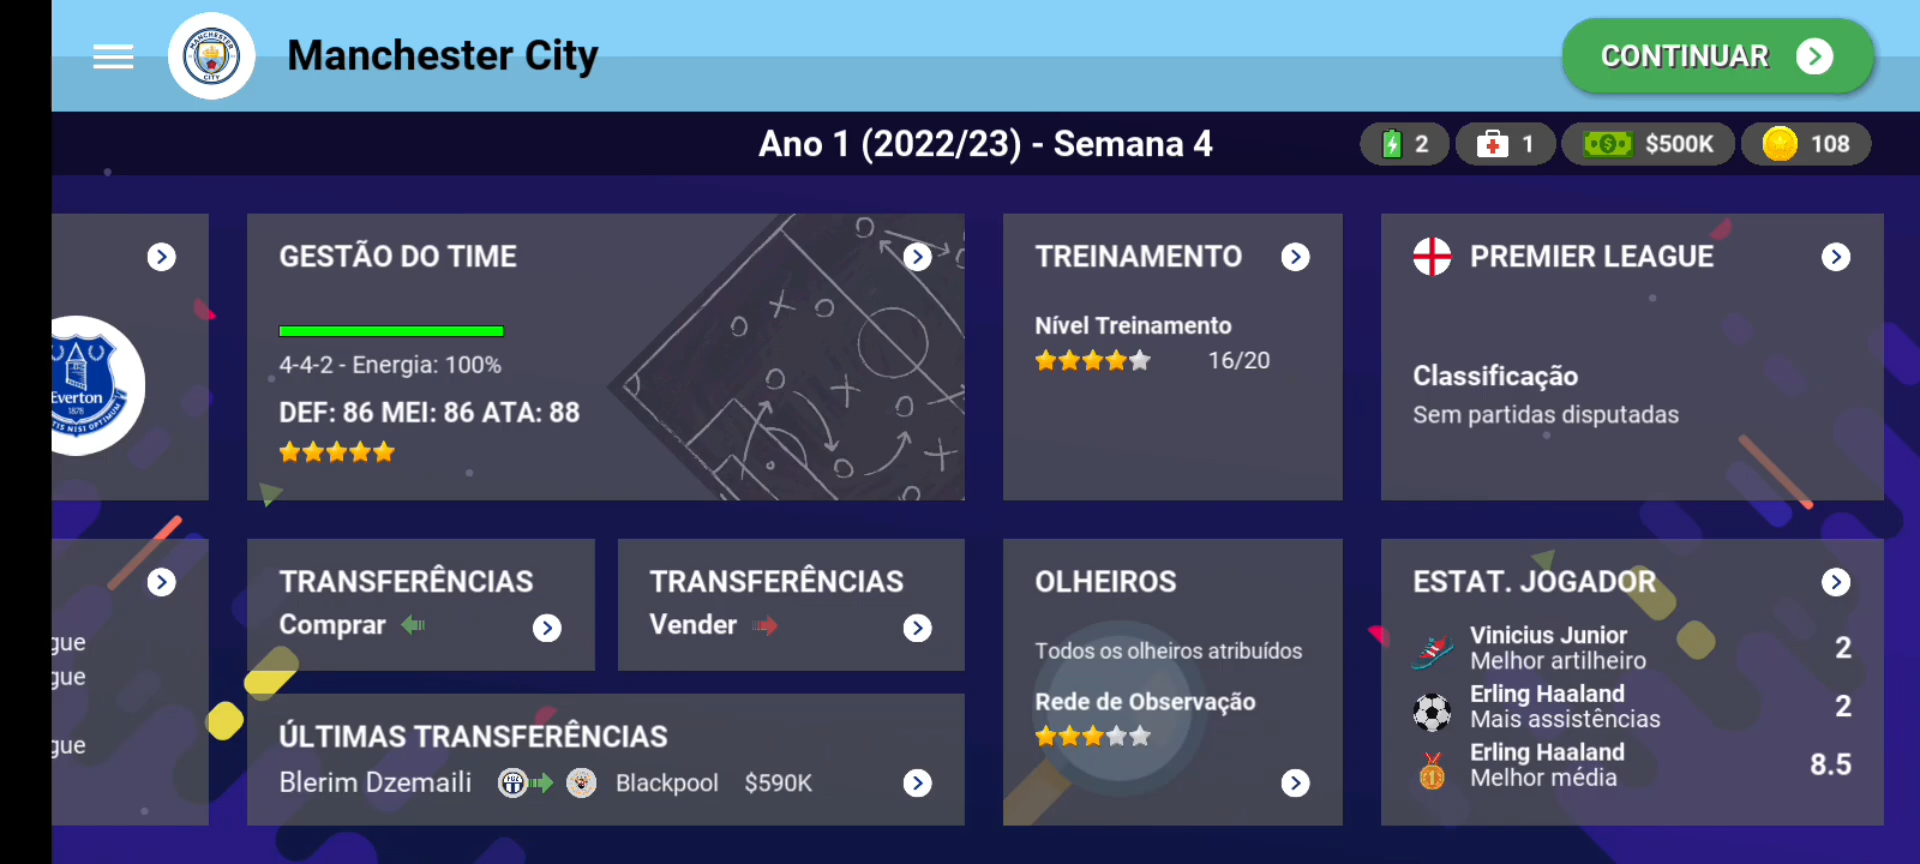 Manchester City
CONTINUAR
Ano 1 (2022/23) - Semana 4
2
1
$500K
108
Everton
1878
GESTÃO DO TIME
4-4-2 - Energia: 100%
DEF: 86 MEI: 86 ATA: 88
TREINAMENTO
Nível Treinamento
16/20
PREMIER LEAGUE
Classificação
Sem partidas disputadas
gue
gue
gue
TRANSFERÊNCIAS
Comprar
TRANSFERÊNCIAS
Vender
ÚLTIMAS TRANSFERÊNCIAS
Blerim Dzemaili Blackpool $590K
OLHEIROS
Todos os olheiros atribuídos
Rede de Observação
ESTAT. JOGADOR
Vinicius Junior
Melhor artilheiro
2
Erling Haaland
Mais assistências
2
Erling Haaland
Melhor média
8.5